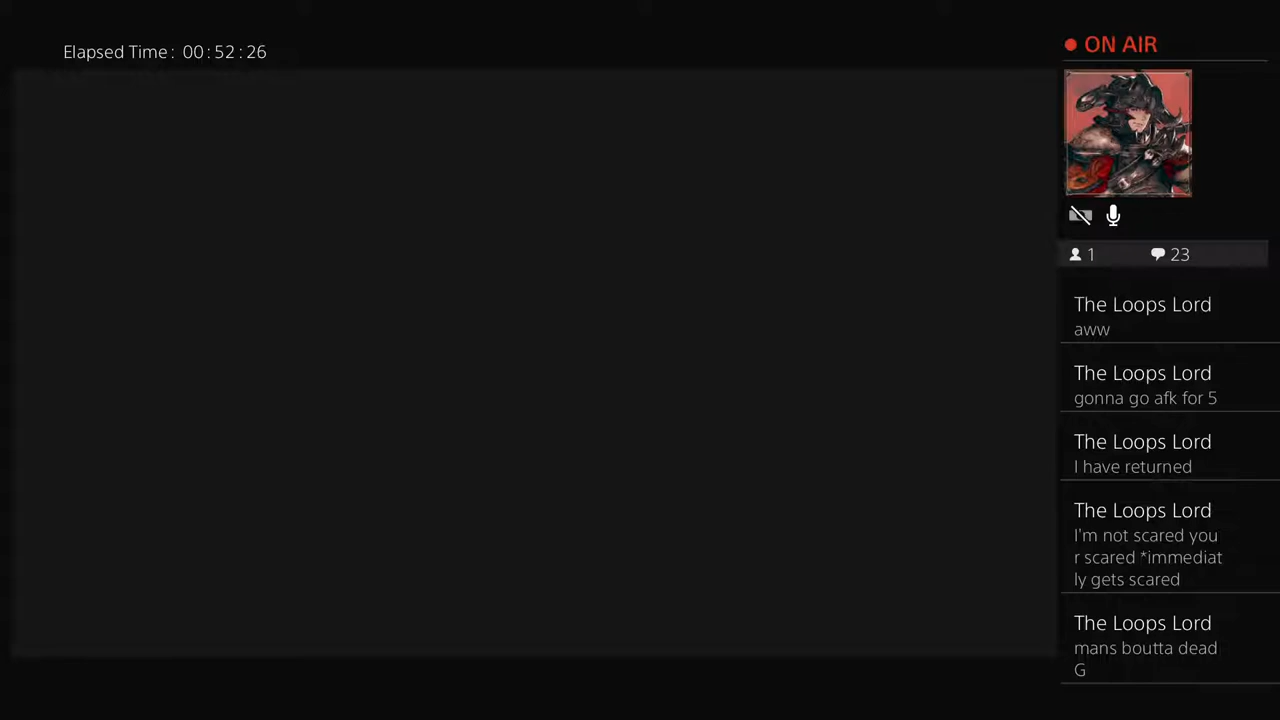 Elapsed Time: 00:52:26
ON AIR
1 23
The Loops Lord
aww
The Loops Lord
gonna go afk for 5
The Loops Lord
I have returned
The Loops Lord
I'm not scared you
r scared *immediat
ly gets scared
The Loops Lord
mans boutta dead
G